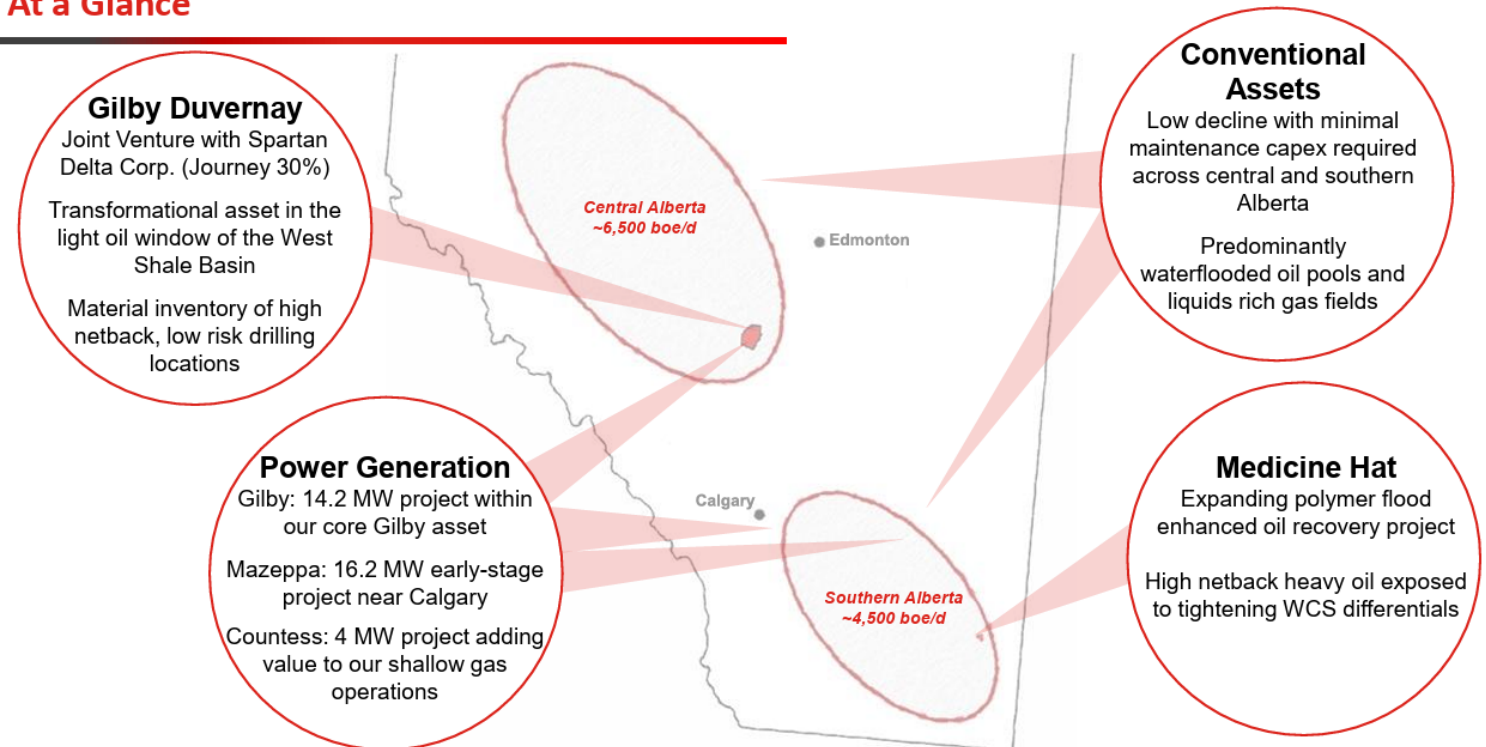 At a Glance
Gilby Duvernay
Joint Venture with Spartan
Delta Corp. (Journey 30%)
Transformational asset in the
light oil window of the West
Shale Basin
Material inventory of high
netback, low risk drilling
locations
Central Alberta
~6,500 boe/d
Edmonton
Conventional
Assets
Low decline with minimal
maintenance capex required
across central and southern
Alberta
Predominantly
waterflooded oil pools and
liquids rich gas fields
Power Generation
Gilby: 14.2 MW project within
our core Gilby asset
Mazeppa: 16.2 MW early-stage
project near Calgary
Countess: 4 MW project adding
value to our shallow gas
operations
Calgary
Southern Alberta
~4,500 boe/d
Medicine Hat
Expanding polymer flood
enhanced oil recovery project
High netback heavy oil exposed
to tightening WCS differentials